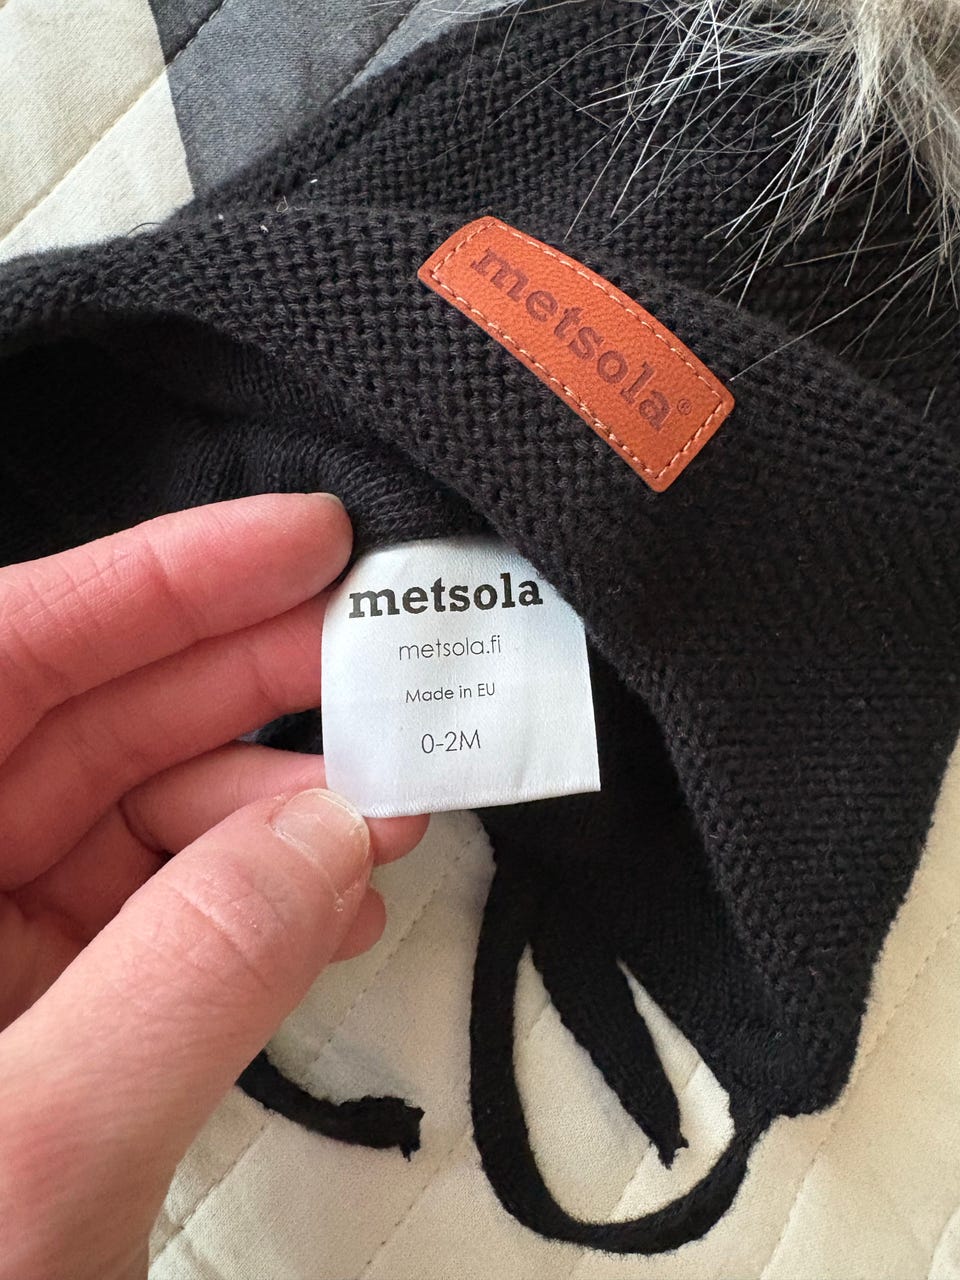 metsola®
metsola
metsola.fi
Made in EU
0-2M